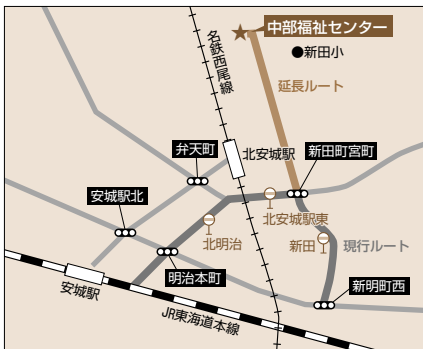 中部福祉センター
名鉄西尾線
●新田小
延長ルート
弁天町
北安城駅
新田町宮町
安城駅北
北安城駅東
北明治
新田
現行ルート
明治本町
新明町西
安城駅
JR東海道本線